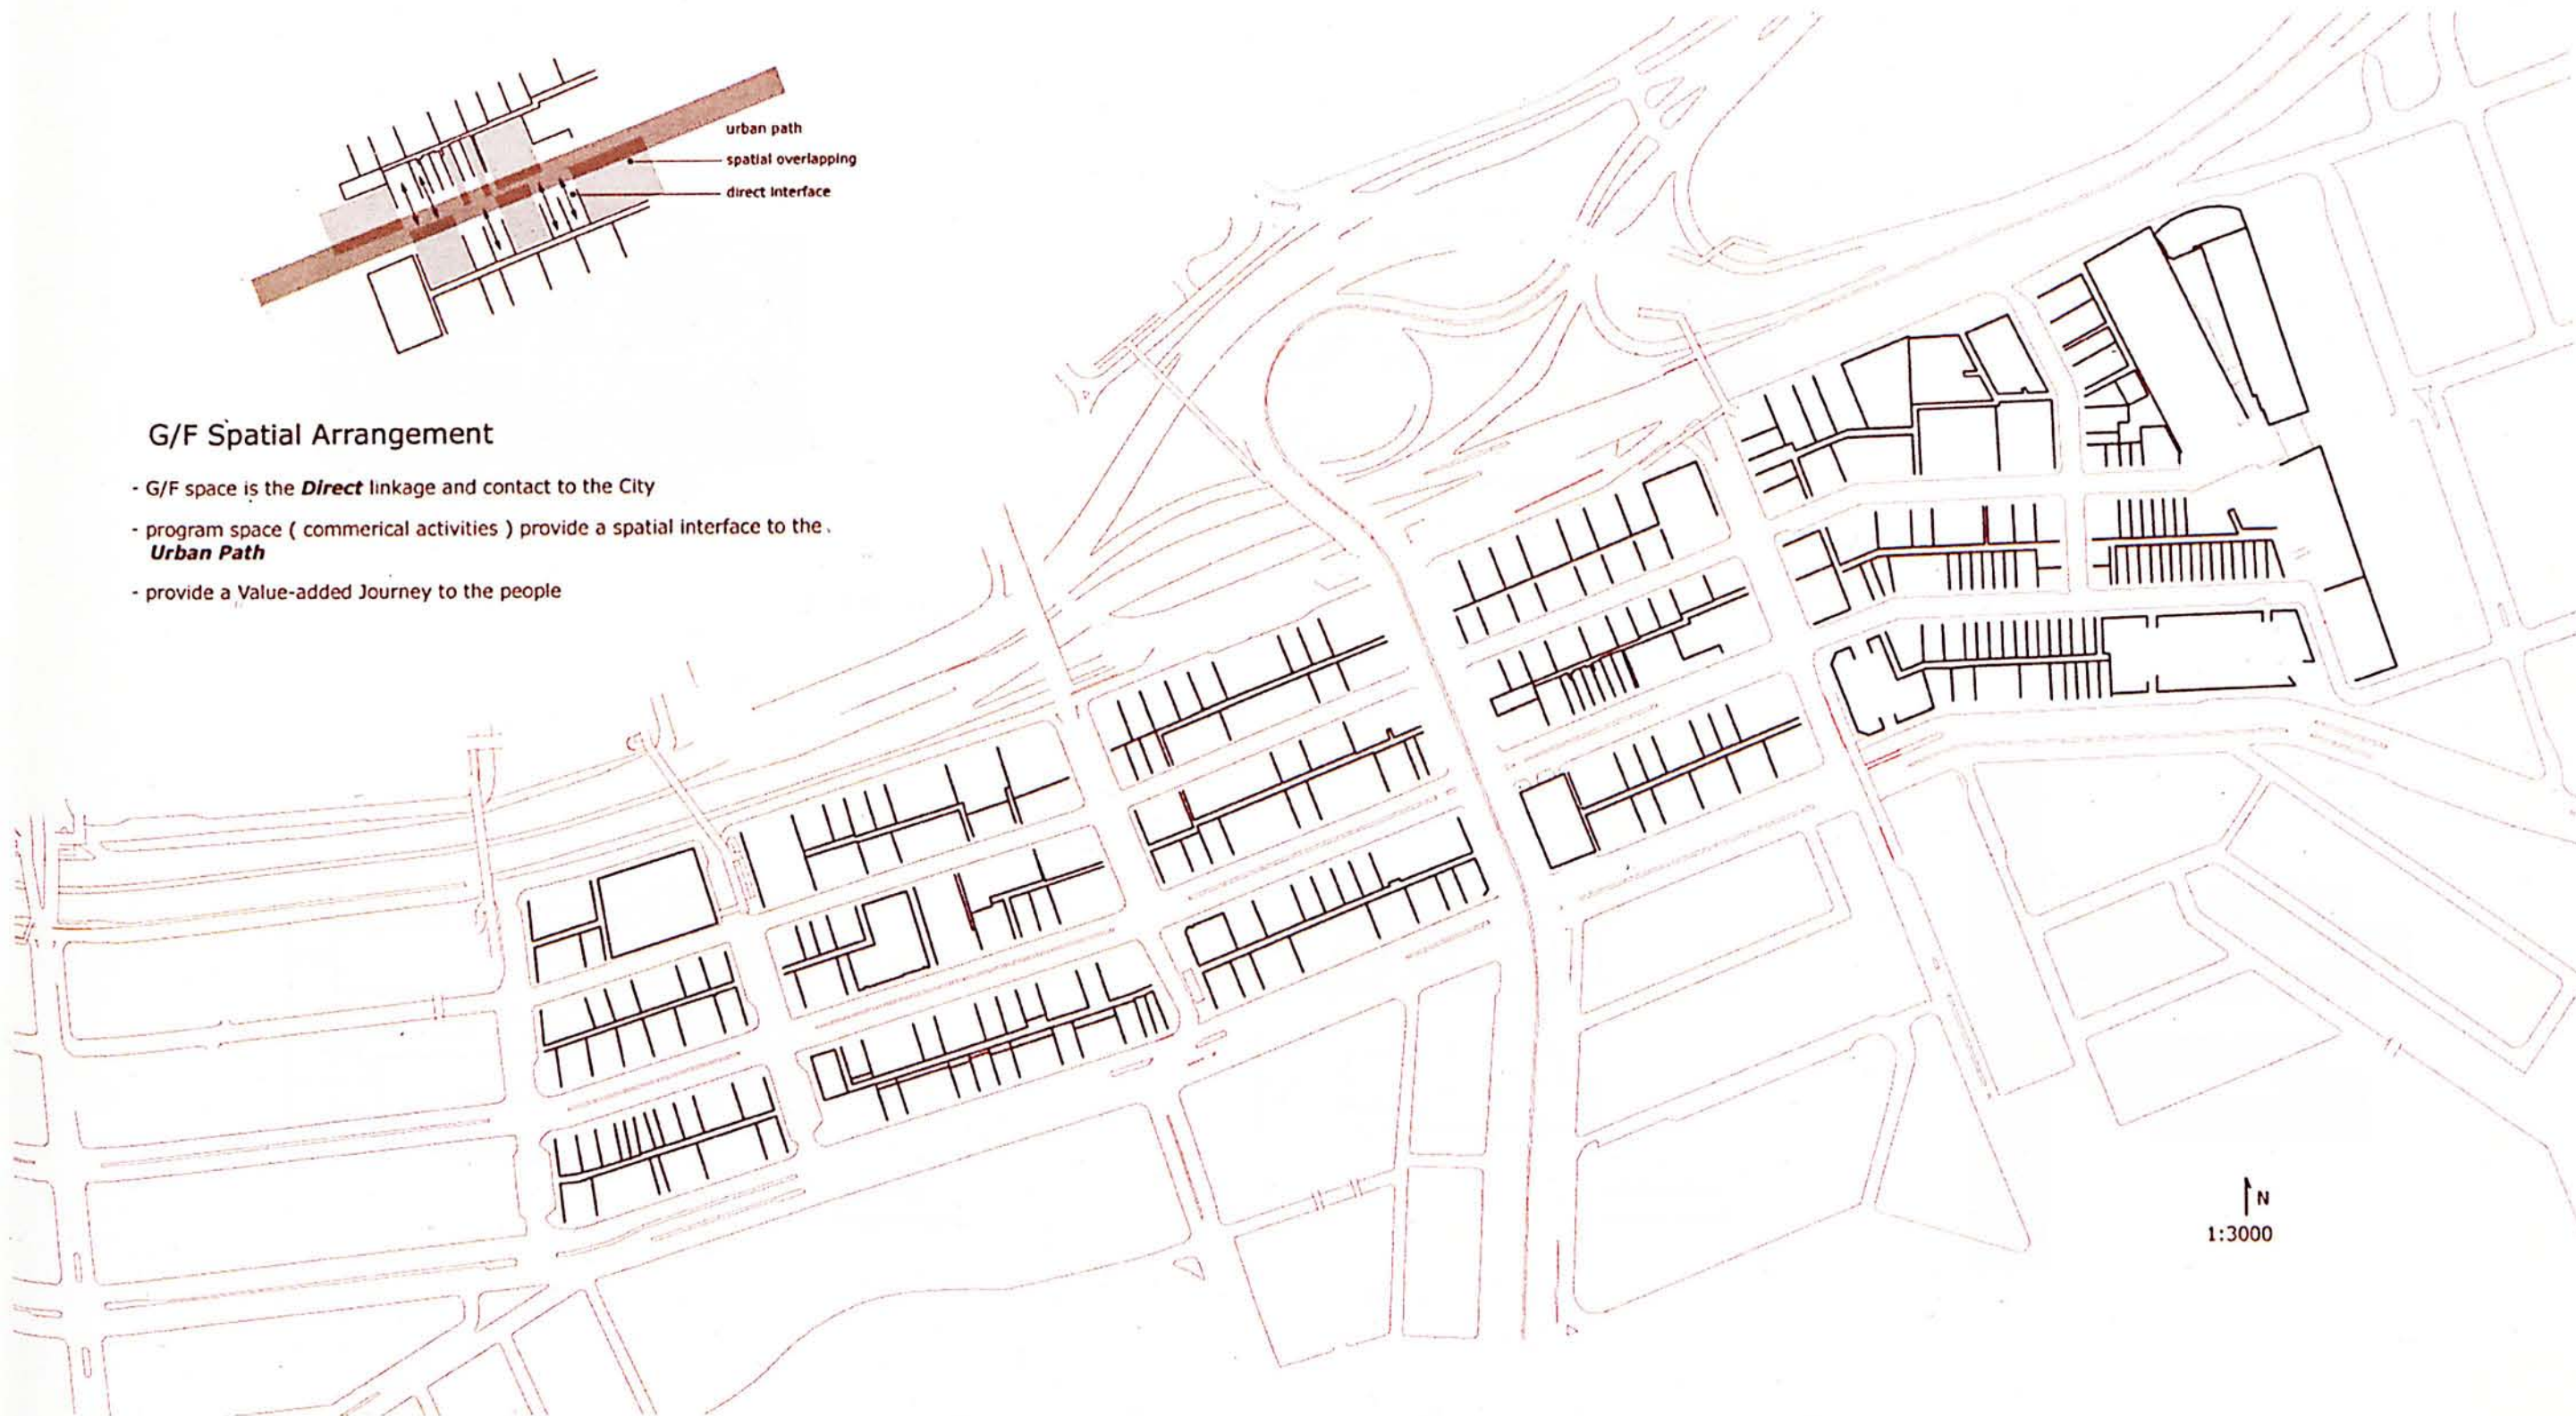 urban path
spatial overlapping
direct interface
G/F Spatial Arrangement
- G/F space is the Direct linkage and contact to the City
- program space ( commerical activities ) provide a spatial interface to the
Urban Path
- provide a Value-added Journey to the people
N
1:3000